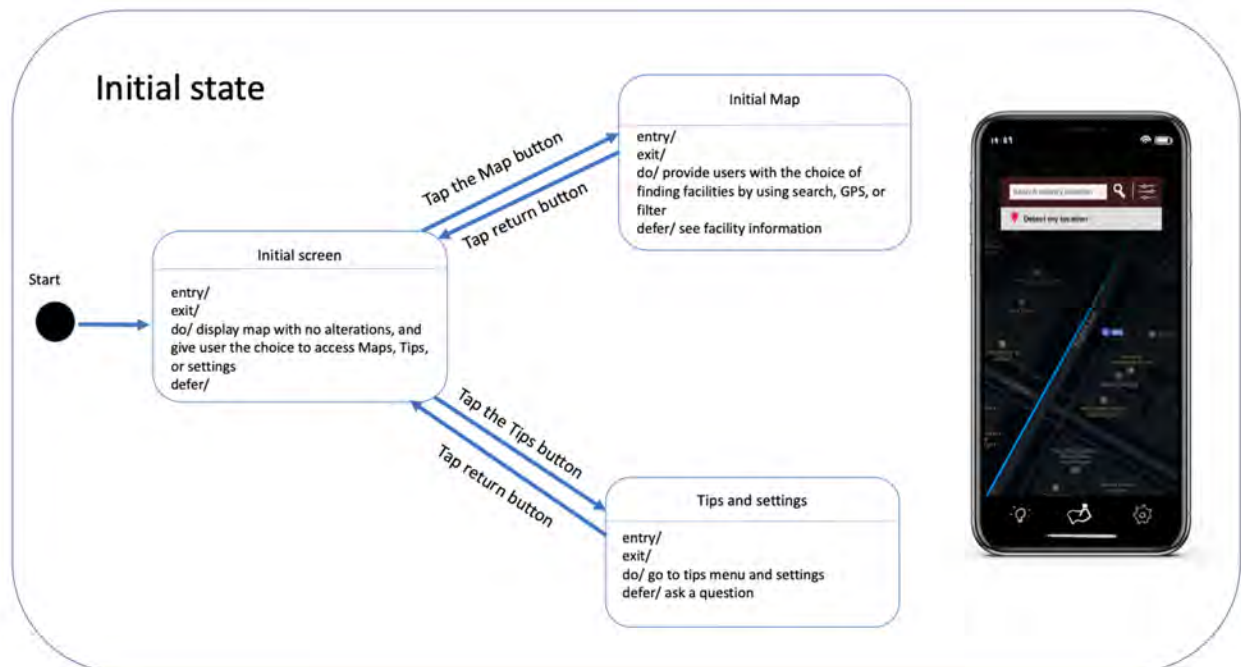 Initial state
Start
Initial screen
entry/
exit/
do/ display map with no alterations, and
give user the choice to access Maps, Tips,
or settings
defer/
Tap the Map button
Tap return button
Initial Map
entry/
exit/
do/ provide users with the choice of
finding facilities by using search, GPS, or
filter
defer/ see facility information
Tap the Tips button
Tap return button
Tips and settings
entry/
exit/
do/ go to tips menu and settings
defer/ ask a question
Detect my location